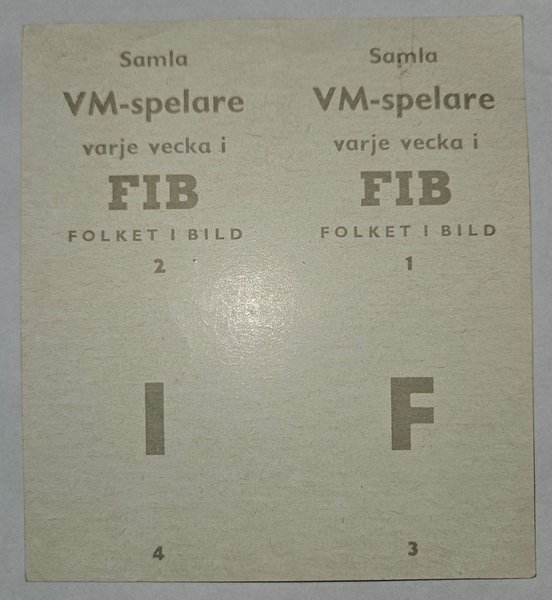 Samla
VM-spelare
varje vecka i
FIB
FOLKET I BILD
2
I
4
Samla
VM-spelare
varje vecka i
FIB
FOLKET I BILD
1
F
3